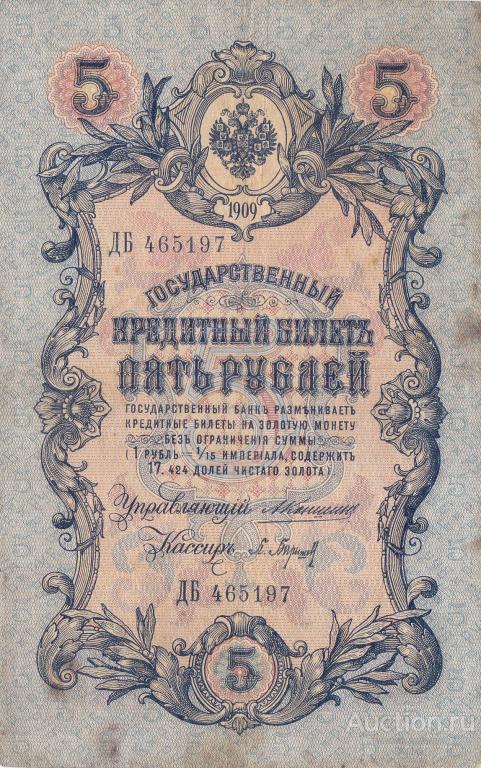 5 5
1909
ДБ 465197
ГОСУДАРСТВЕННЫЙ
КРЕДИТНЫЙ БИЛЕТЪ
ПЯТЬ РУБЛЕЙ
ГОСУДАРСТВЕННЫЙ БАНКЪ РАЗМѢНИВАЕТЪ
КРЕДИТНЫЕ БИЛЕТЫ НА ЗОЛОТУЮ МОНЕТУ
БЕЗЪ ОГРАНИЧЕНІЯ СУММЫ
(1 РУБЛЬ = 1/15 ИМПЕРІАЛА, СОДЕРЖИТЪ
17,424 ДОЛЕЙ ЧИСТАГО ЗОЛОТА).
Управляющій
Кассиръ
ДБ 465197
5
Auction.ru